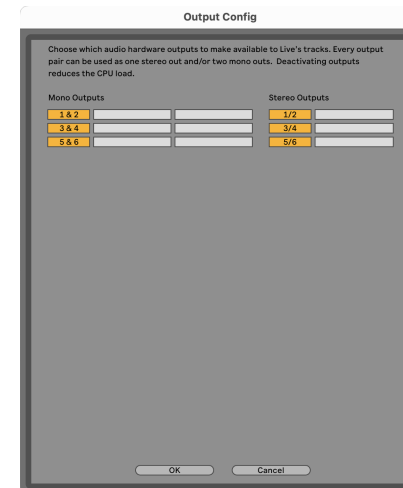 Output Config
Choose which audio hardware outputs to make available to Live's tracks. Every output
pair can be used as one stereo out and/or two mono outs. Deactivating outputs
reduces the CPU load.
Mono Outputs Stereo Outputs
1 & 2 1/2
3 & 4 3/4
5 & 6 5/6
OK Cancel